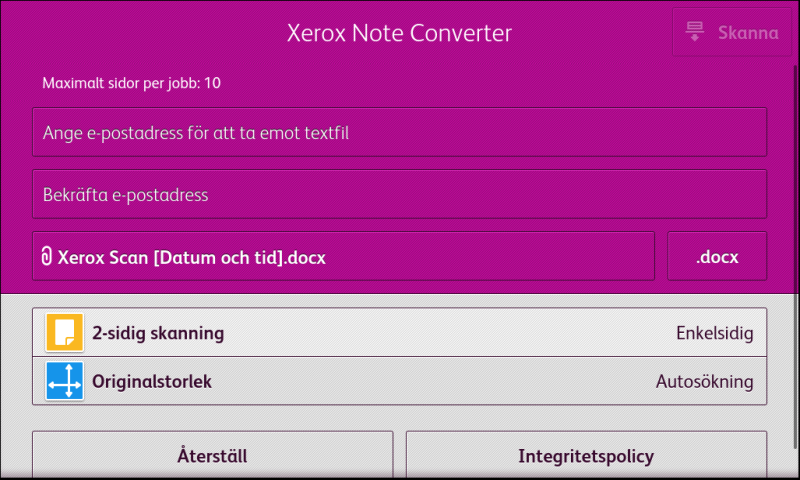 Xerox Note Converter
Skanna
Maximalt sidor per jobb: 10
Ange e-postadress för att ta emot textfil
Bekräfta e-postadress
Xerox Scan [Datum och tid].docx
.docx
2-sidig skanning
Enkelsidig
Originalstorlek
Autosökning
Återställ
Integritetspolicy